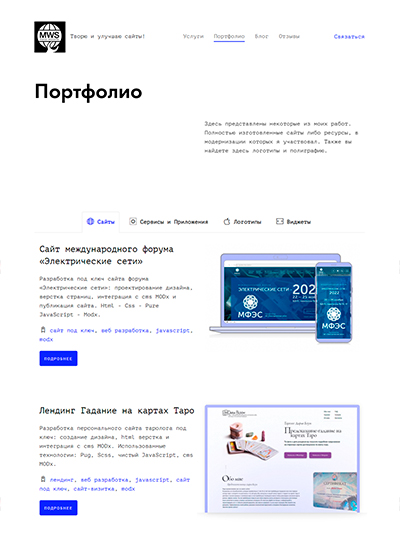 MWS
Творю и улучшаю сайты!
Услуги Портфолио Блог Отзывы Связаться
Портфолио
Здесь представлены некоторые из моих работ.
Полностью изготовленные сайты либо ресурсы, в
модернизации которых я участвовал. Также вы
найдете здесь логотипы и полиграфию.
Сайты Сервисы и Приложения Логотипы Виджеты
Сайт международного форума
«Электрические сети»
Разработка под ключ сайта форума
«Электрические сети»: проектирование дизайна,
верстка страниц, интеграция с cms MODx и
публикация сайта. Html - Css - Pure
JavaScript - Modx.
сайт под ключ, веб разработка, javascript,
modx
ПОДРОБНЕЕ
ЭЛЕКТРИЧЕСКИЕ СЕТИ
2022
МФЭС
2022
МФЭС
Лендинг Гадание на картах Таро
Разработка персонального сайта таролога под
ключ: создание дизайна, html верстка и
интеграция с cms MODx. Использованные
технологии: Pug, Scss, чистый JavaScript, cms
MODx.
лендинг, веб разработка, javascript, сайт
под ключ, сайт-визитка, modx
ПОДРОБНЕЕ
Предсказание-гадание на
картах Таро
Обо мне